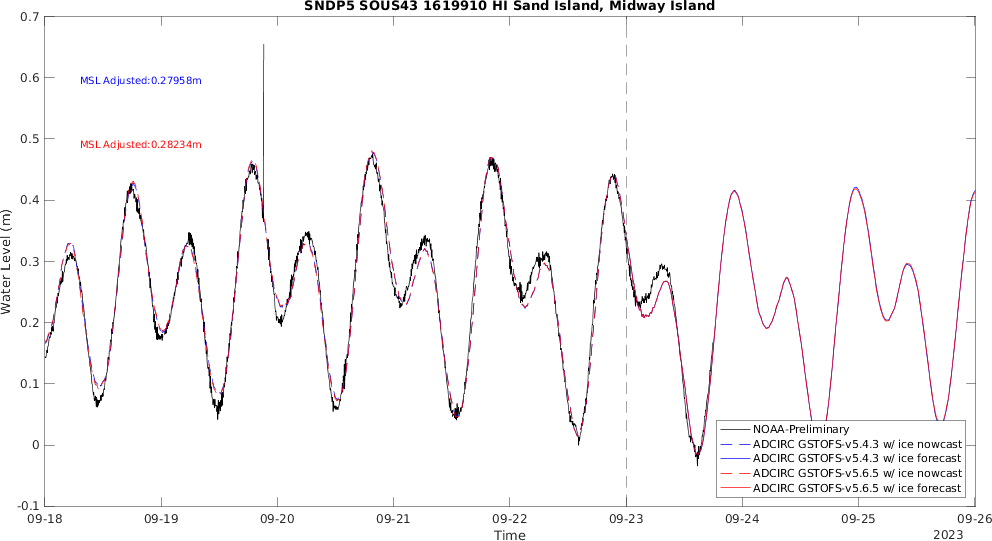 SNDP5 SOUS43 1619910 HI Sand Island, Midway Island
0.7
0.6
0.5
0.4
0.3
0.2
0.1
0
-0.1
Water Level (m)
MSL Adjusted:0.27958m
MSL Adjusted:0.28234m
NOAA-Preliminary
ADCIRC GSTOFS-v5.4.3 w/ ice nowcast
ADCIRC GSTOFS-v5.4.3 w/ ice forecast
ADCIRC GSTOFS-v5.6.5 w/ ice nowcast
ADCIRC GSTOFS-v5.6.5 w/ ice forecast
09-18 09-19 09-20 09-21 09-22 09-23 09-24 09-25 09-26
Time
2023